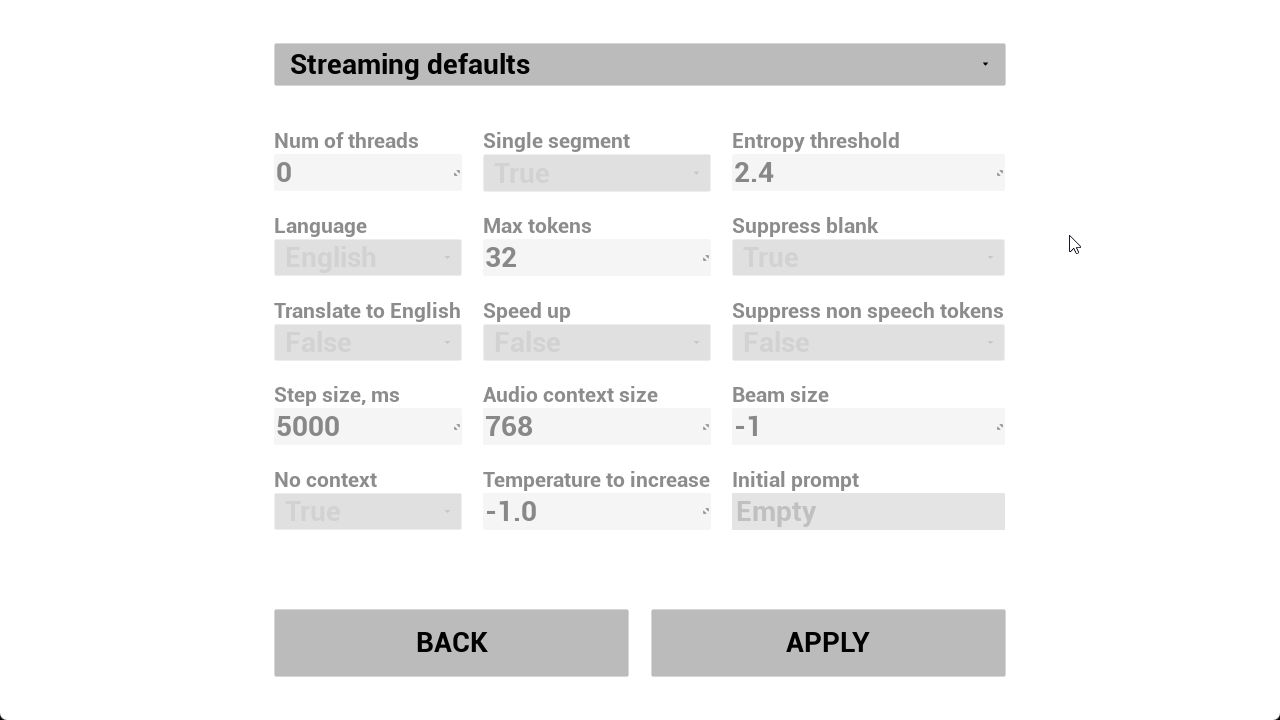 Streaming defaults
Num of threads Single segment Entropy threshold
0 True 2.4
Language Max tokens Suppress blank
English 32 True
Translate to English Speed up Suppress non speech tokens
False False False
Step size, ms Audio context size Beam size
5000 768 -1
No context Temperature to increase Initial prompt
True -1.0 Empty
BACK APPLY